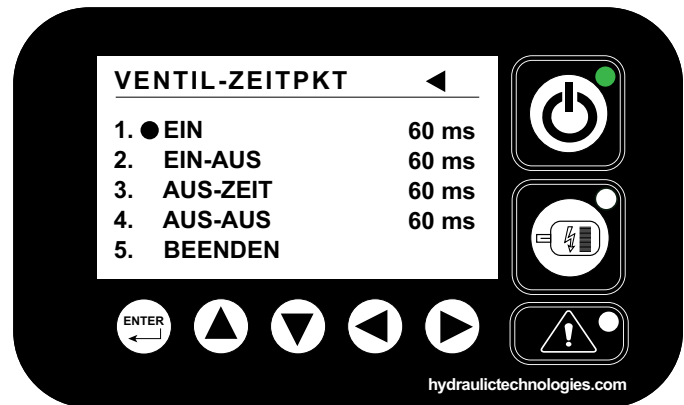 VENTIL-ZEITPKT
1. EIN 60 ms
2. EIN-AUS 60 ms
3. AUS-ZEIT 60 ms
4. AUS-AUS 60 ms
5. BEENDEN
ENTER
hydraulictechnologies.com